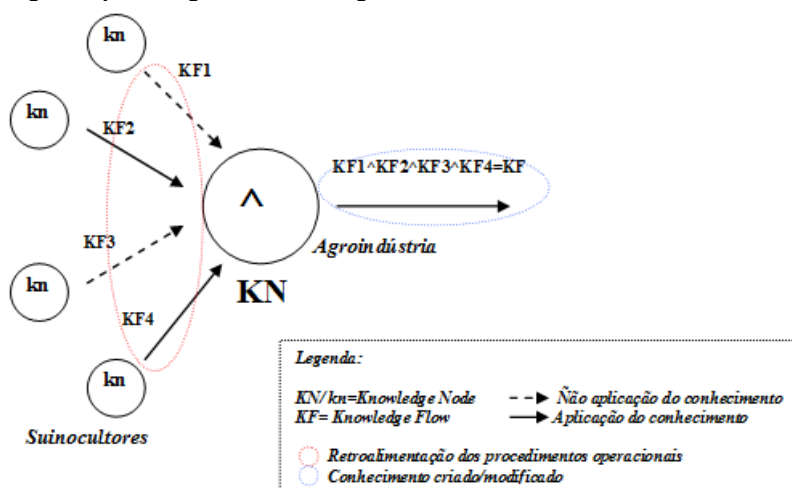 kn
KF1
kn
KF2
KF1^KF2^KF3^KF4=KF
^
Agroindústria
KF3
kn
KN
KF4
kn
Suinocultores
Legenda:
KN/kn=Knowledge Node
Ñão aplicação do conhecimento
KF= Knowledge Flow
Aplicação do conhecimento
Retroalimentação dos procedimentos operacionais
Conhecimento criado/modificado